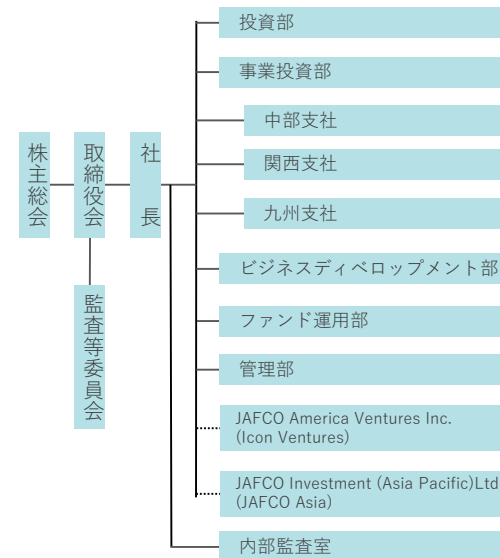 株主総会
取締役会
監査等委員会
社長
投資部
事業投資部
中部支社
関西支社
九州支社
ビジネスディベロップメント部
ファンド運用部
管理部
JAFCO America Ventures Inc.
(Icon Ventures)
JAFCO Investment (Asia Pacific)Ltd
(JAFCO Asia)
内部監査室